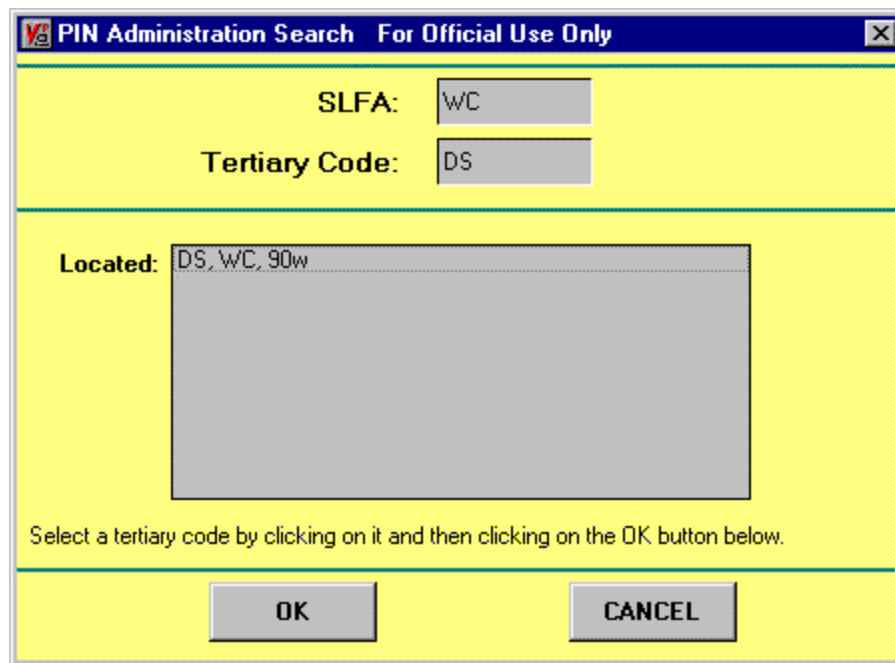 PIN Administration Search For Official Use Only
SLFA: WC
Tertiary Code: DS
Located: DS, WC, 90w
Select a tertiary code by clicking on it and then clicking on the OK button below.
OK CANCEL